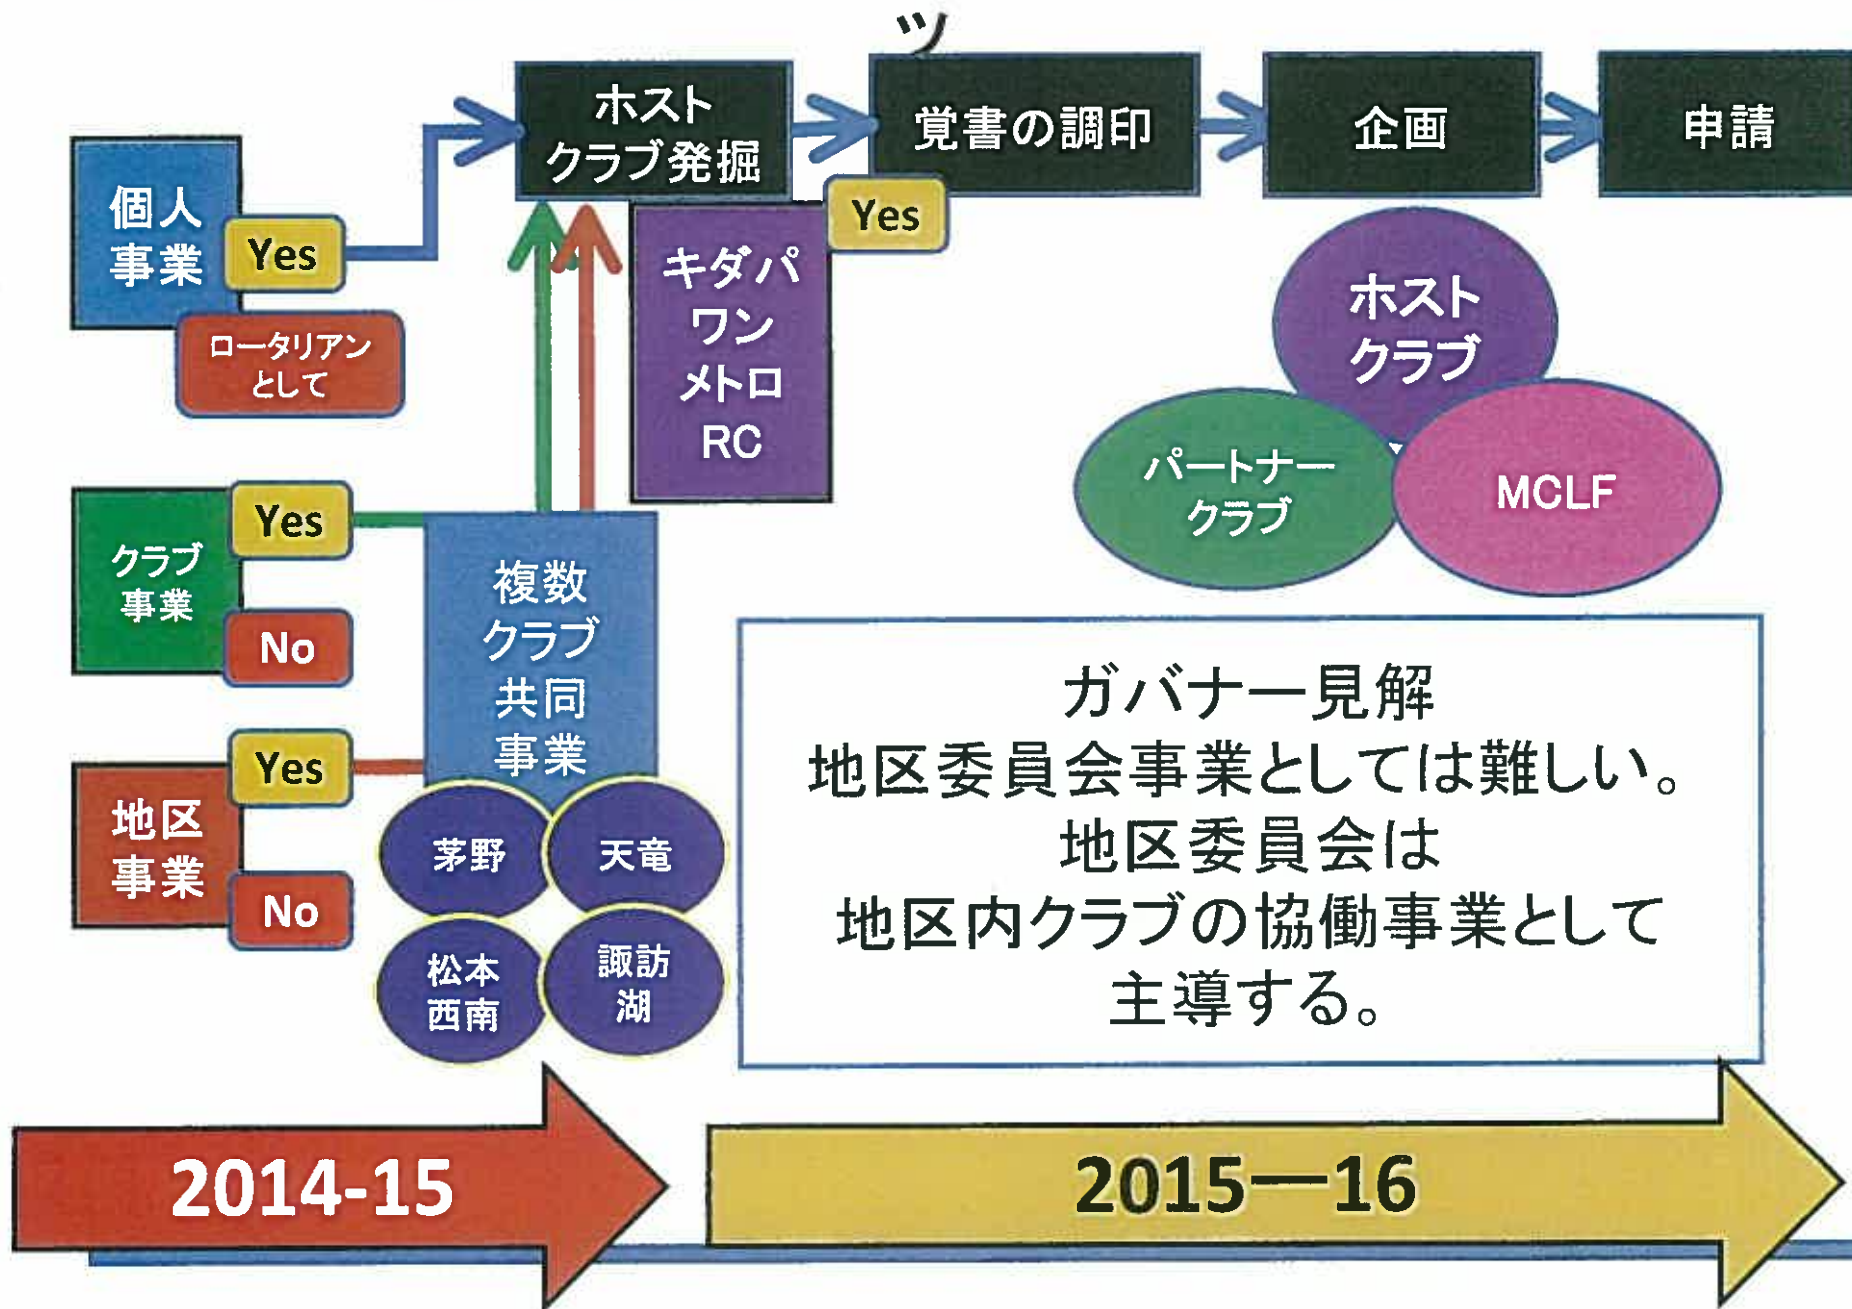 ツ
ホスト
クラブ発掘
覚書の調印
企画
申請
個人
事業
Yes
ロータリアン
として
キダパ
ワン
メトロ
RC
Yes
ホスト
クラブ
パートナー
クラブ
MCLF
クラブ
事業
Yes
No
複数
クラブ
共同
事業
地区
事業
Yes
No
茅野
天竜
松本
西南
諏訪
湖
ガバナー見解
地区委員会事業としては難しい。
地区委員会は
地区内クラブの協働事業として
主導する。
2014-15
2015―16